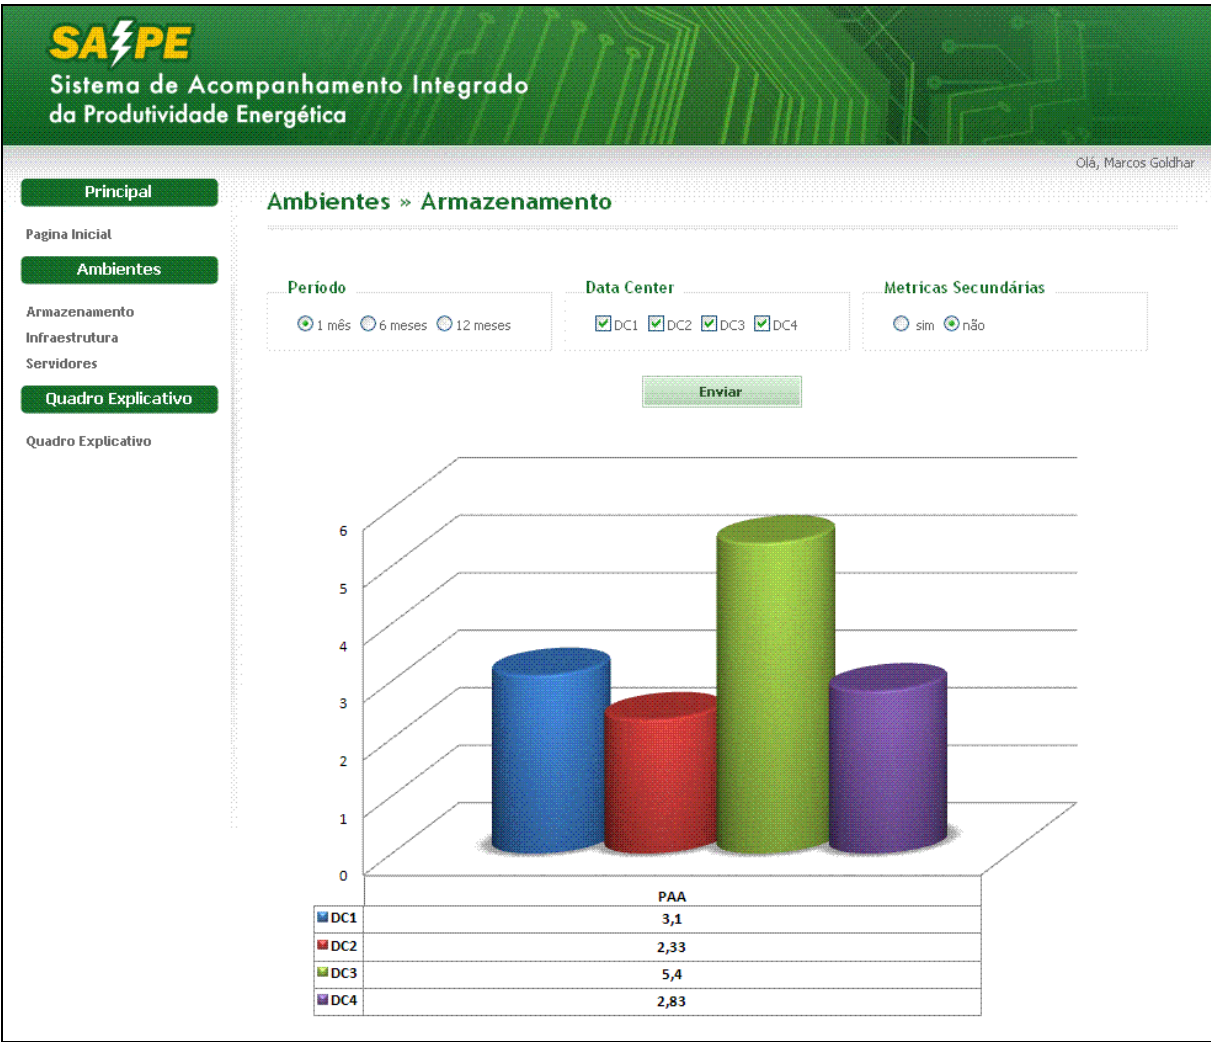 SAIPE
Sistema de Acompanhamento Integrado
da Produtividade Energética
Olá, Marcos Goldhar
Principal
Pagina Inicial
Ambientes
Armazenamento
Infraestrutura
Servidores
Quadro Explicativo
Quadro Explicativo
Ambientes » Armazenamento
Período
1 mês 6 meses 12 meses
Data Center
DC1 DC2 DC3 DC4
Metricas Secundárias
sim não
Enviar
6
5
4
3
2
1
0
PAA
DC1 3,1
DC2 2,33
DC3 5,4
DC4 2,83